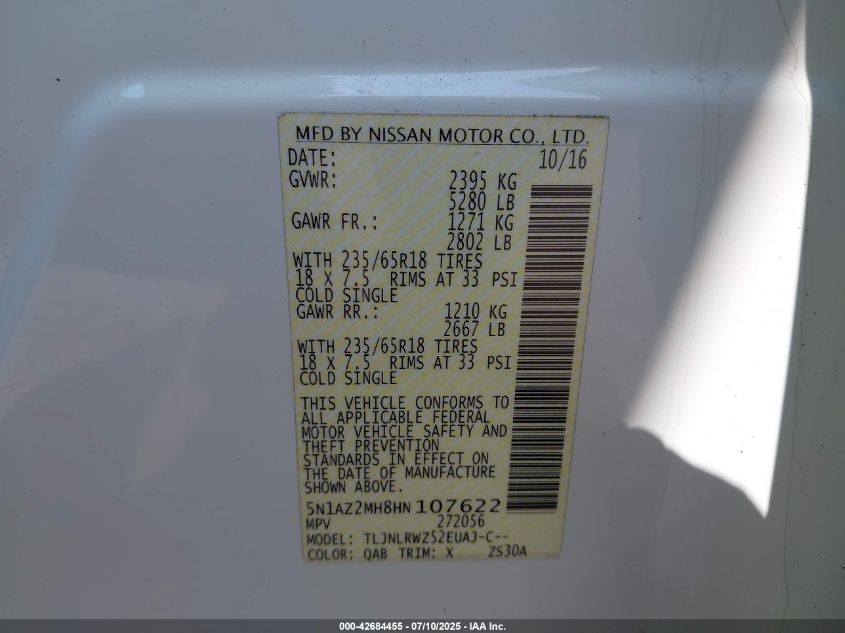 MFD BY NISSAN MOTOR CO., LTD.
DATE: 10/16
GVWR: 2395 KG
5280 LB
GAWR FR.: 1271 KG
2802 LB
WITH 235/65R18 TIRES
18 X 7.5 RIMS AT 33 PSI
COLD SINGLE
GAWR RR.: 1210 KG
2667 LB
WITH 235/65R18 TIRES
18 X 7.5 RIMS AT 33 PSI
COLD SINGLE
THIS VEHICLE CONFORMS TO
ALL APPLICABLE FEDERAL
MOTOR VEHICLE SAFETY AND
THEFT PREVENTION
STANDARDS IN EFFECT ON
THE DATE OF MANUFACTURE
SHOWN ABOVE.
5N1AZ2MH8HN107622
MPV 272056
MODEL: TLJNLRWZ52EUAJ-C--
COLOR: QAB TRIM: X ZS30A
000-42684455 - 07/10/2025 - IAA Inc.